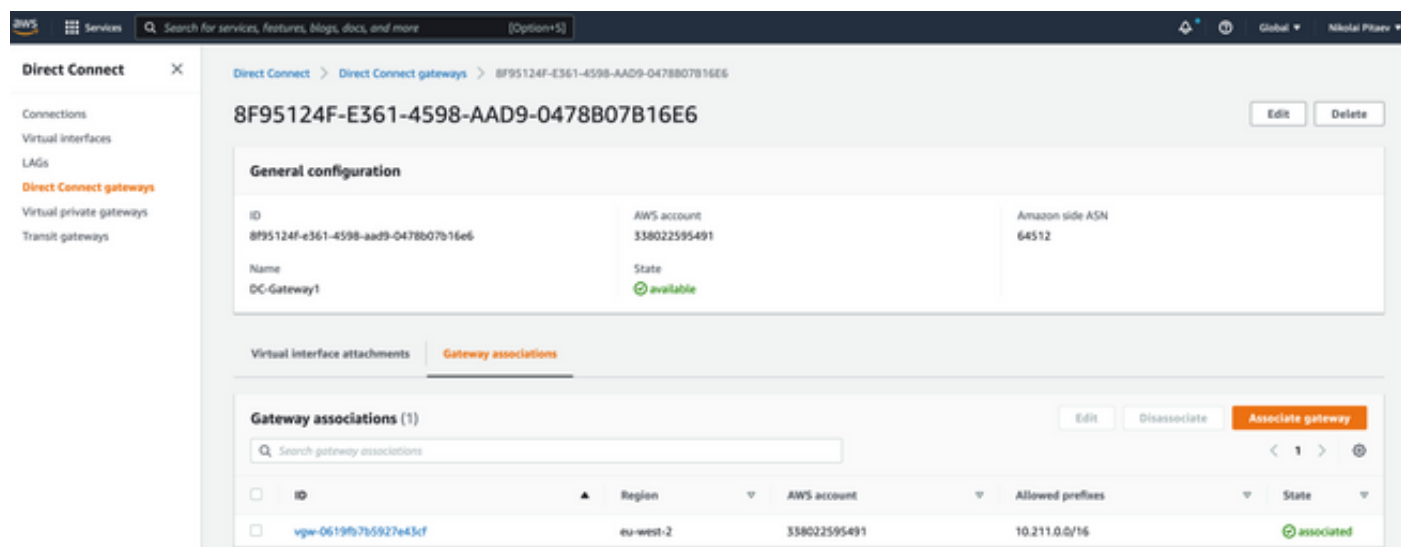 aws Services Search for services, features, blogs, docs, and more [Option+S] Global Nikolai Pitaev
Direct Connect
Direct Connect > Direct Connect gateways > 8F95124F-E361-4598-AAD9-0478B07B16E6
Connections
Virtual interfaces
LAGs
Direct Connect gateways
Virtual private gateways
Transit gateways
8F95124F-E361-4598-AAD9-0478B07B16E6 Edit Delete
General configuration
ID AWS account Amazon side ASN
8f95124f-e361-4598-aad9-0478b07b16e6 338022595491 64512
Name State
DC-Gateway1 available
Virtual interface attachments Gateway associations
Gateway associations (1) Edit Disassociate Associate gateway
Search gateway associations 1
ID Region AWS account Allowed prefixes State
vgw-0619fb7b5927e43cf eu-west-2 338022595491 10.211.0.0/16 associated